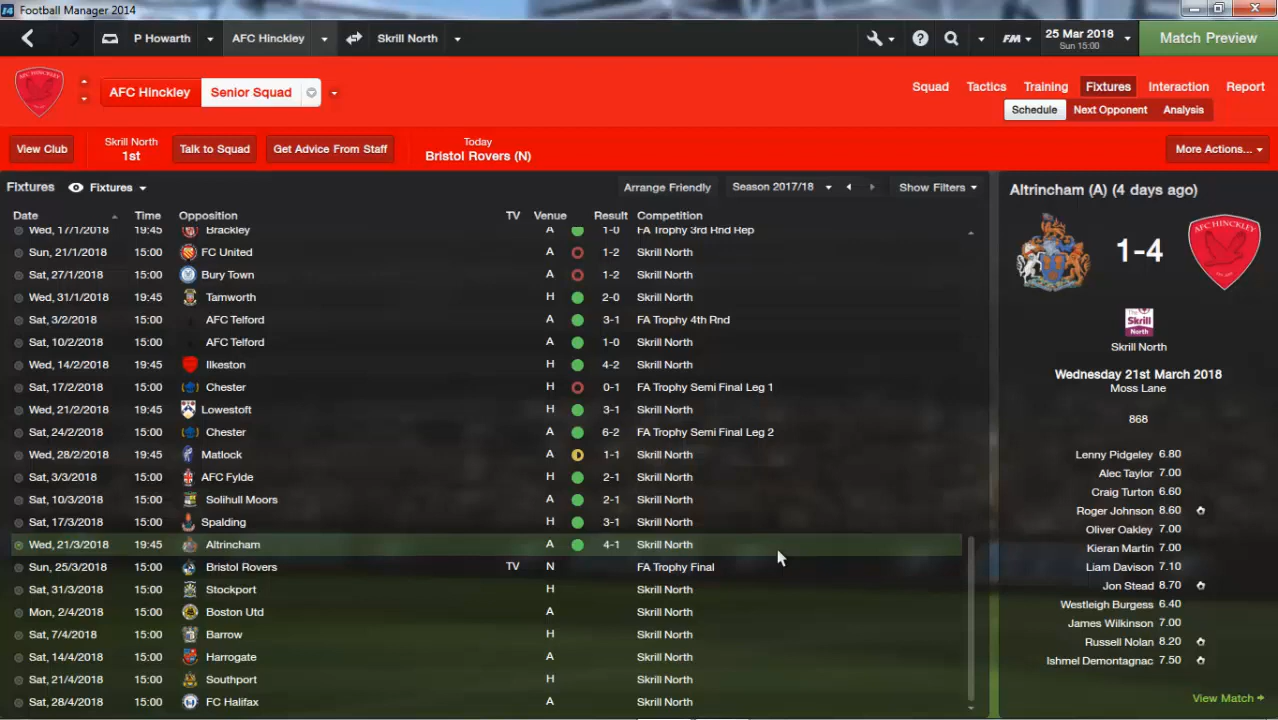 Football Manager 2014
P Howarth AFC Hinckley Skrill North FM 25 Mar 2018 Sun 15:00 Match Preview
AFC Hinckley Senior Squad Squad Tactics Training Fixtures Interaction Report
Schedule Next Opponent Analysis
View Club Skrill North 1st Talk to Squad Get Advice From Staff Today Bristol Rovers (N) More Actions...
Fixtures Fixtures Arrange Friendly Season 2017/18 Show Filters
Date Time Opposition TV Venue Result Competition
Wed, 17/1/2018 19:45 Brackley A 1-0 FA Trophy 3rd Rnd Rep
Sun, 21/1/2018 15:00 FC United A 1-2 Skrill North
Sat, 27/1/2018 15:00 Bury Town A 1-2 Skrill North
Wed, 31/1/2018 19:45 Tamworth H 2-0 Skrill North
Sat, 3/2/2018 15:00 AFC Telford A 3-1 FA Trophy 4th Rnd
Sat, 10/2/2018 15:00 AFC Telford A 1-0 Skrill North
Wed, 14/2/2018 19:45 Ilkeston H 4-2 Skrill North
Sat, 17/2/2018 15:00 Chester H 0-1 FA Trophy Semi Final Leg 1
Wed, 21/2/2018 19:45 Lowestoft H 3-1 Skrill North
Sat, 24/2/2018 15:00 Chester A 6-2 FA Trophy Semi Final Leg 2
Wed, 28/2/2018 19:45 Matlock A 1-1 Skrill North
Sat, 3/3/2018 15:00 AFC Fylde H 2-1 Skrill North
Sat, 10/3/2018 15:00 Solihull Moors A 2-1 Skrill North
Sat, 17/3/2018 15:00 Spalding H 3-1 Skrill North
Wed, 21/3/2018 19:45 Altrincham A 4-1 Skrill North
Sun, 25/3/2018 15:00 Bristol Rovers TV N FA Trophy Final
Sat, 31/3/2018 15:00 Stockport H Skrill North
Mon, 2/4/2018 15:00 Boston Utd A Skrill North
Sat, 7/4/2018 15:00 Barrow H Skrill North
Sat, 14/4/2018 15:00 Harrogate A Skrill North
Sat, 21/4/2018 15:00 Southport H Skrill North
Sat, 28/4/2018 15:00 FC Halifax A Skrill North
Altrincham (A) (4 days ago)
1-4
AFC HINCKLEY
The Skrill North
Skrill North
Wednesday 21st March 2018
Moss Lane
868
Lenny Pidgeley 6.80
Alec Taylor 7.00
Craig Turton 6.60
Roger Johnson 8.60
Oliver Oakley 7.00
Kieran Martin 7.00
Liam Davison 7.10
Jon Stead 8.70
Westleigh Burgess 6.40
James Wilkinson 7.00
Russell Nolan 8.20
Ishmel Demontagnac 7.50
View Match